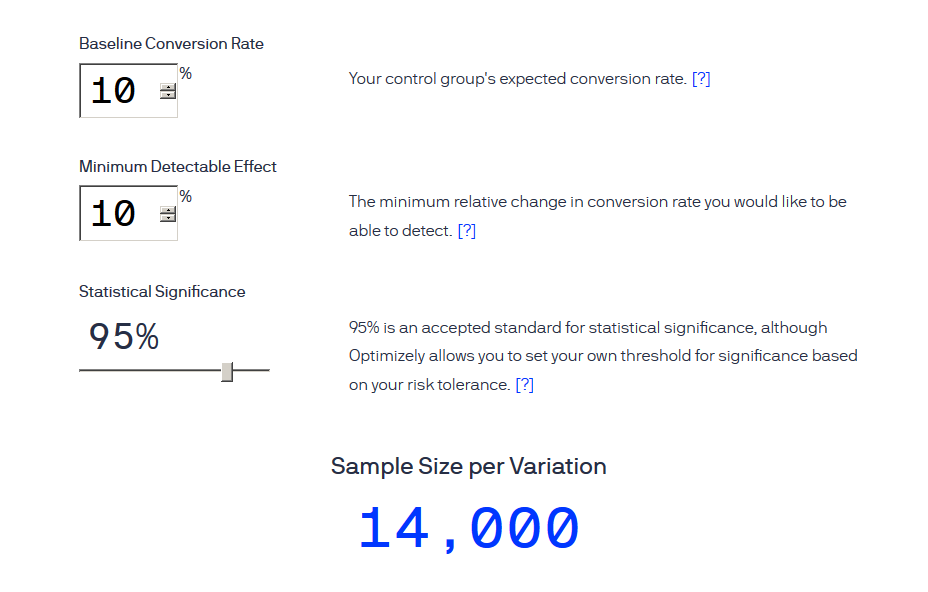 Baseline Conversion Rate
10 %
Your control group's expected conversion rate. [?]
Minimum Detectable Effect
10 %
The minimum relative change in conversion rate you would like to be
able to detect. [?]
Statistical Significance
95%
95% is an accepted standard for statistical significance, although
Optimizely allows you to set your own threshold for significance based
on your risk tolerance. [?]
Sample Size per Variation
14,000